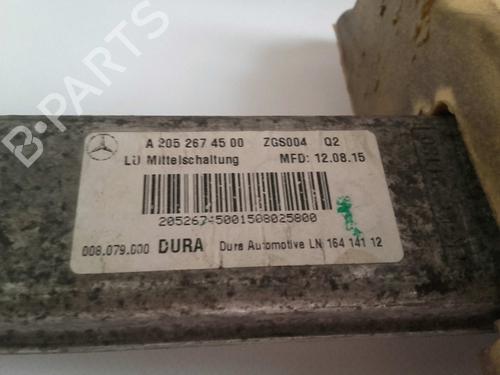 B-PARTS
A 205 267 45 00 ZGS004 Q2
LU Mittelschaltung MFD: 12.08.15
20526745001508025800
008.079.000 DURA Dura Automotive LN 164 141 12